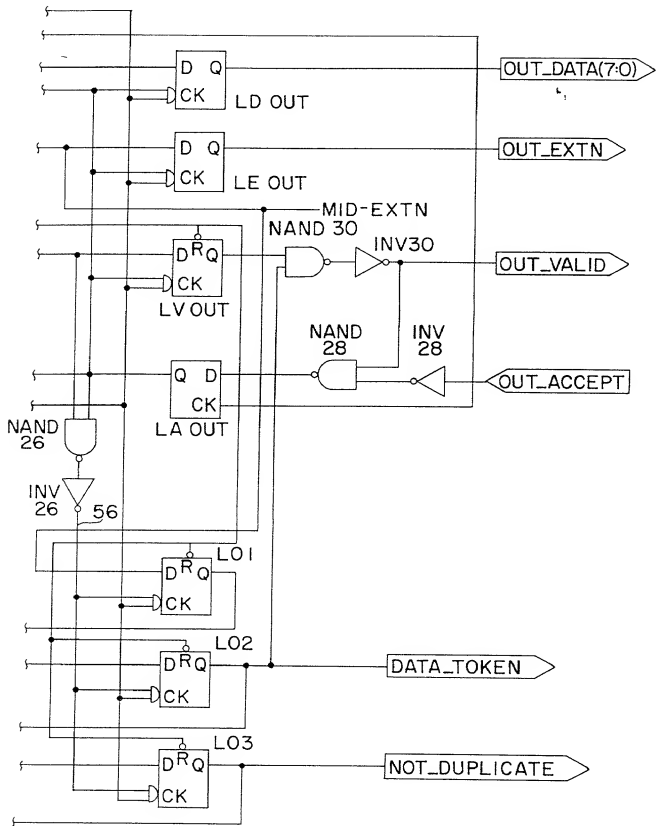 D Q
CK
LD OUT
OUT_DATA(7:0)
D Q
CK
LE OUT
OUT_EXTN
MID-EXTN
NAND 30
INV30
D R Q
CK
LV OUT
OUT_VALID
NAND
28
INV
28
Q D
CK
LA OUT
OUT_ACCEPT
NAND
26
INV
26
56
LO1
D R Q
CK
LO2
D R Q
CK
DATA_TOKEN
LO3
D R Q
CK
NOT_DUPLICATE